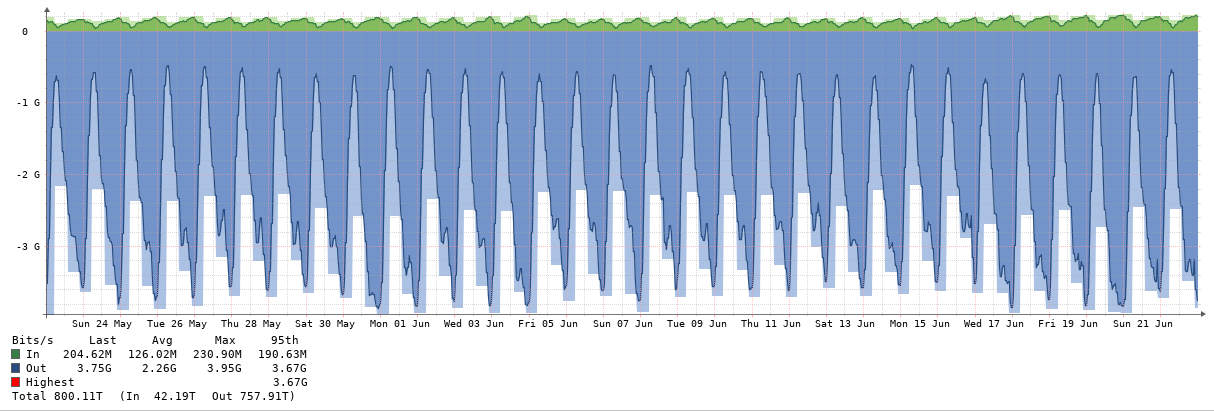 0
-1 G
-2 G
-3 G
Sun 24 May Tue 26 May Thu 28 May Sat 30 May Mon 01 Jun Wed 03 Jun Fri 05 Jun Sun 07 Jun Tue 09 Jun Thu 11 Jun Sat 13 Jun Mon 15 Jun Wed 17 Jun Fri 19 Jun Sun 21 Jun
Bits/s Last Avg Max 95th
In 204.62M 126.02M 230.90M 190.63M
Out 3.75G 2.26G 3.95G 3.67G
Highest 3.67G
Total 800.11T (In 42.19T Out 757.91T)